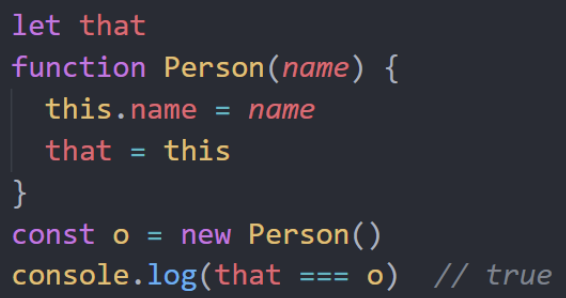 let that
function Person(name) {
  this.name = name
  that = this
}
const o = new Person()
console.log(that === o)  // true